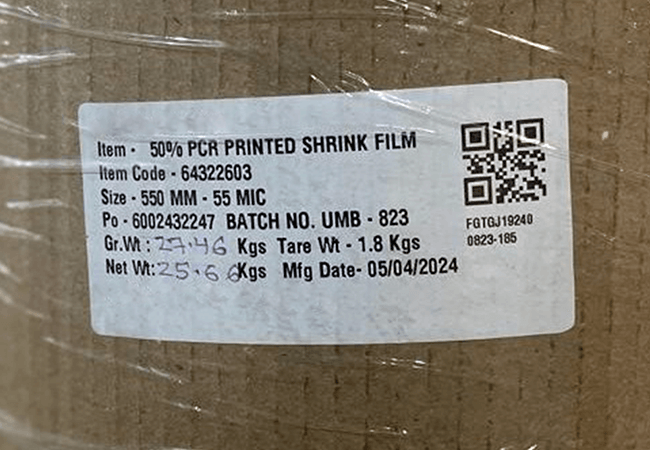 Item - 50% PCR PRINTED SHRINK FILM
Item Code - 64322603
Size - 550 MM - 55 MIC
Po - 6002432247 BATCH NO. UMB - 823
Gr.Wt : 27.46 Kgs Tare Wt - 1.8 Kgs
Net Wt: 25.66 Kgs Mfg Date- 05/04/2024
FGTGJ19240
0823-185